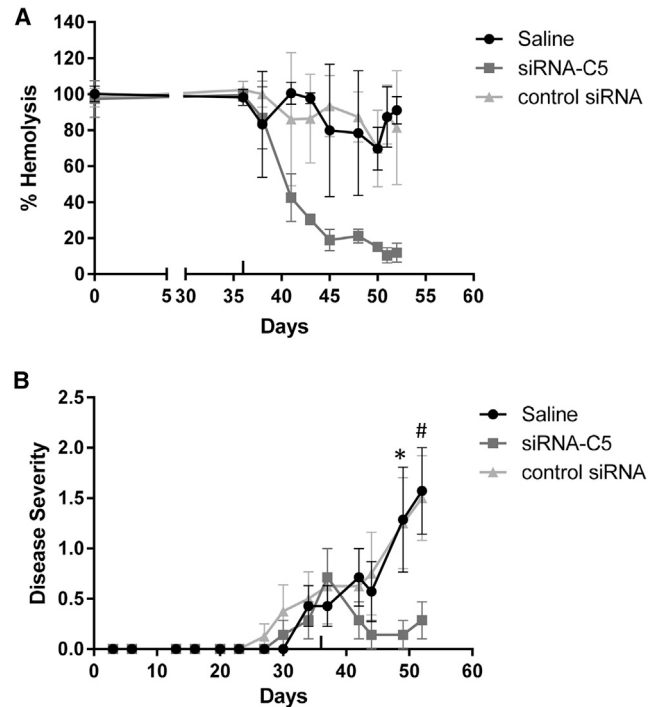 A
140
120
100
80
60
40
20
0
% Hemolysis
0 5 30 35 40 45 50 55 60
Days
Saline
siRNA-C5
control siRNA
B
2.5
2.0
1.5
1.0
0.5
0.0
Disease Severity
* #
0 10 20 30 40 50 60
Days
Saline
siRNA-C5
control siRNA